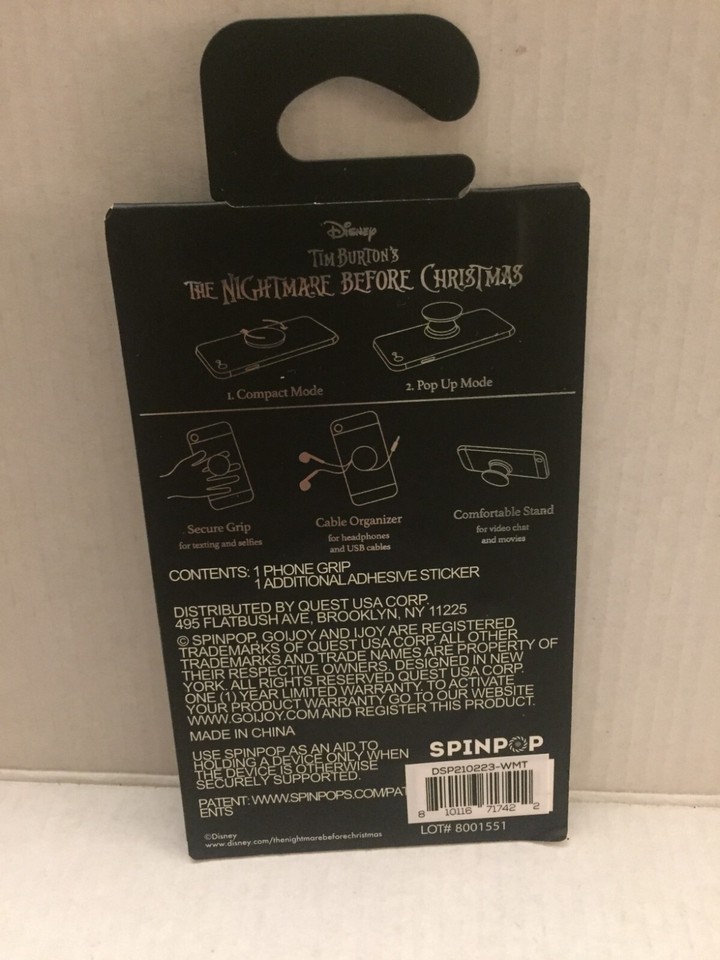 Disney
TIM BURTON'S
THE NIGHTMARE BEFORE CHRISTMAS
1. Compact Mode
2. Pop Up Mode
Secure Grip
for texting and selfies
Cable Organizer
for headphones
and USB cables
Comfortable Stand
for video chat
and movies
CONTENTS: 1 PHONE GRIP
1 ADDITIONAL ADHESIVE STICKER
DISTRIBUTED BY QUEST USA CORP.
495 FLATBUSH AVE, BROOKLYN, NY 11225
© SPINPOP, GOIJOY AND IJOY ARE REGISTERED
TRADEMARKS OF QUEST USA CORP. ALL OTHER
TRADEMARKS AND TRADE NAMES ARE PROPERTY OF
THEIR RESPECTIVE OWNERS. DESIGNED IN NEW
YORK. ALL RIGHTS RESERVED QUEST USA CORP.
ONE (1) YEAR LIMITED WARRANTY. TO ACTIVATE
YOUR PRODUCT WARRANTY GO TO OUR WEBSITE
WWW.GOIJOY.COM AND REGISTER THIS PRODUCT.
MADE IN CHINA
USE SPINPOP AS AN AID TO
HOLDING A DEVICE ONLY WHEN
THE DEVICE IS OTHERWISE
SECURELY SUPPORTED.
PATENT: WWW.SPINPOPS.COM/PAT
ENTS
SPINPOP
DSP210223-WMT
8 10116 71742 2
LOT# 8001551
©Disney
www.disney.com/thenightmarebeforechristmas